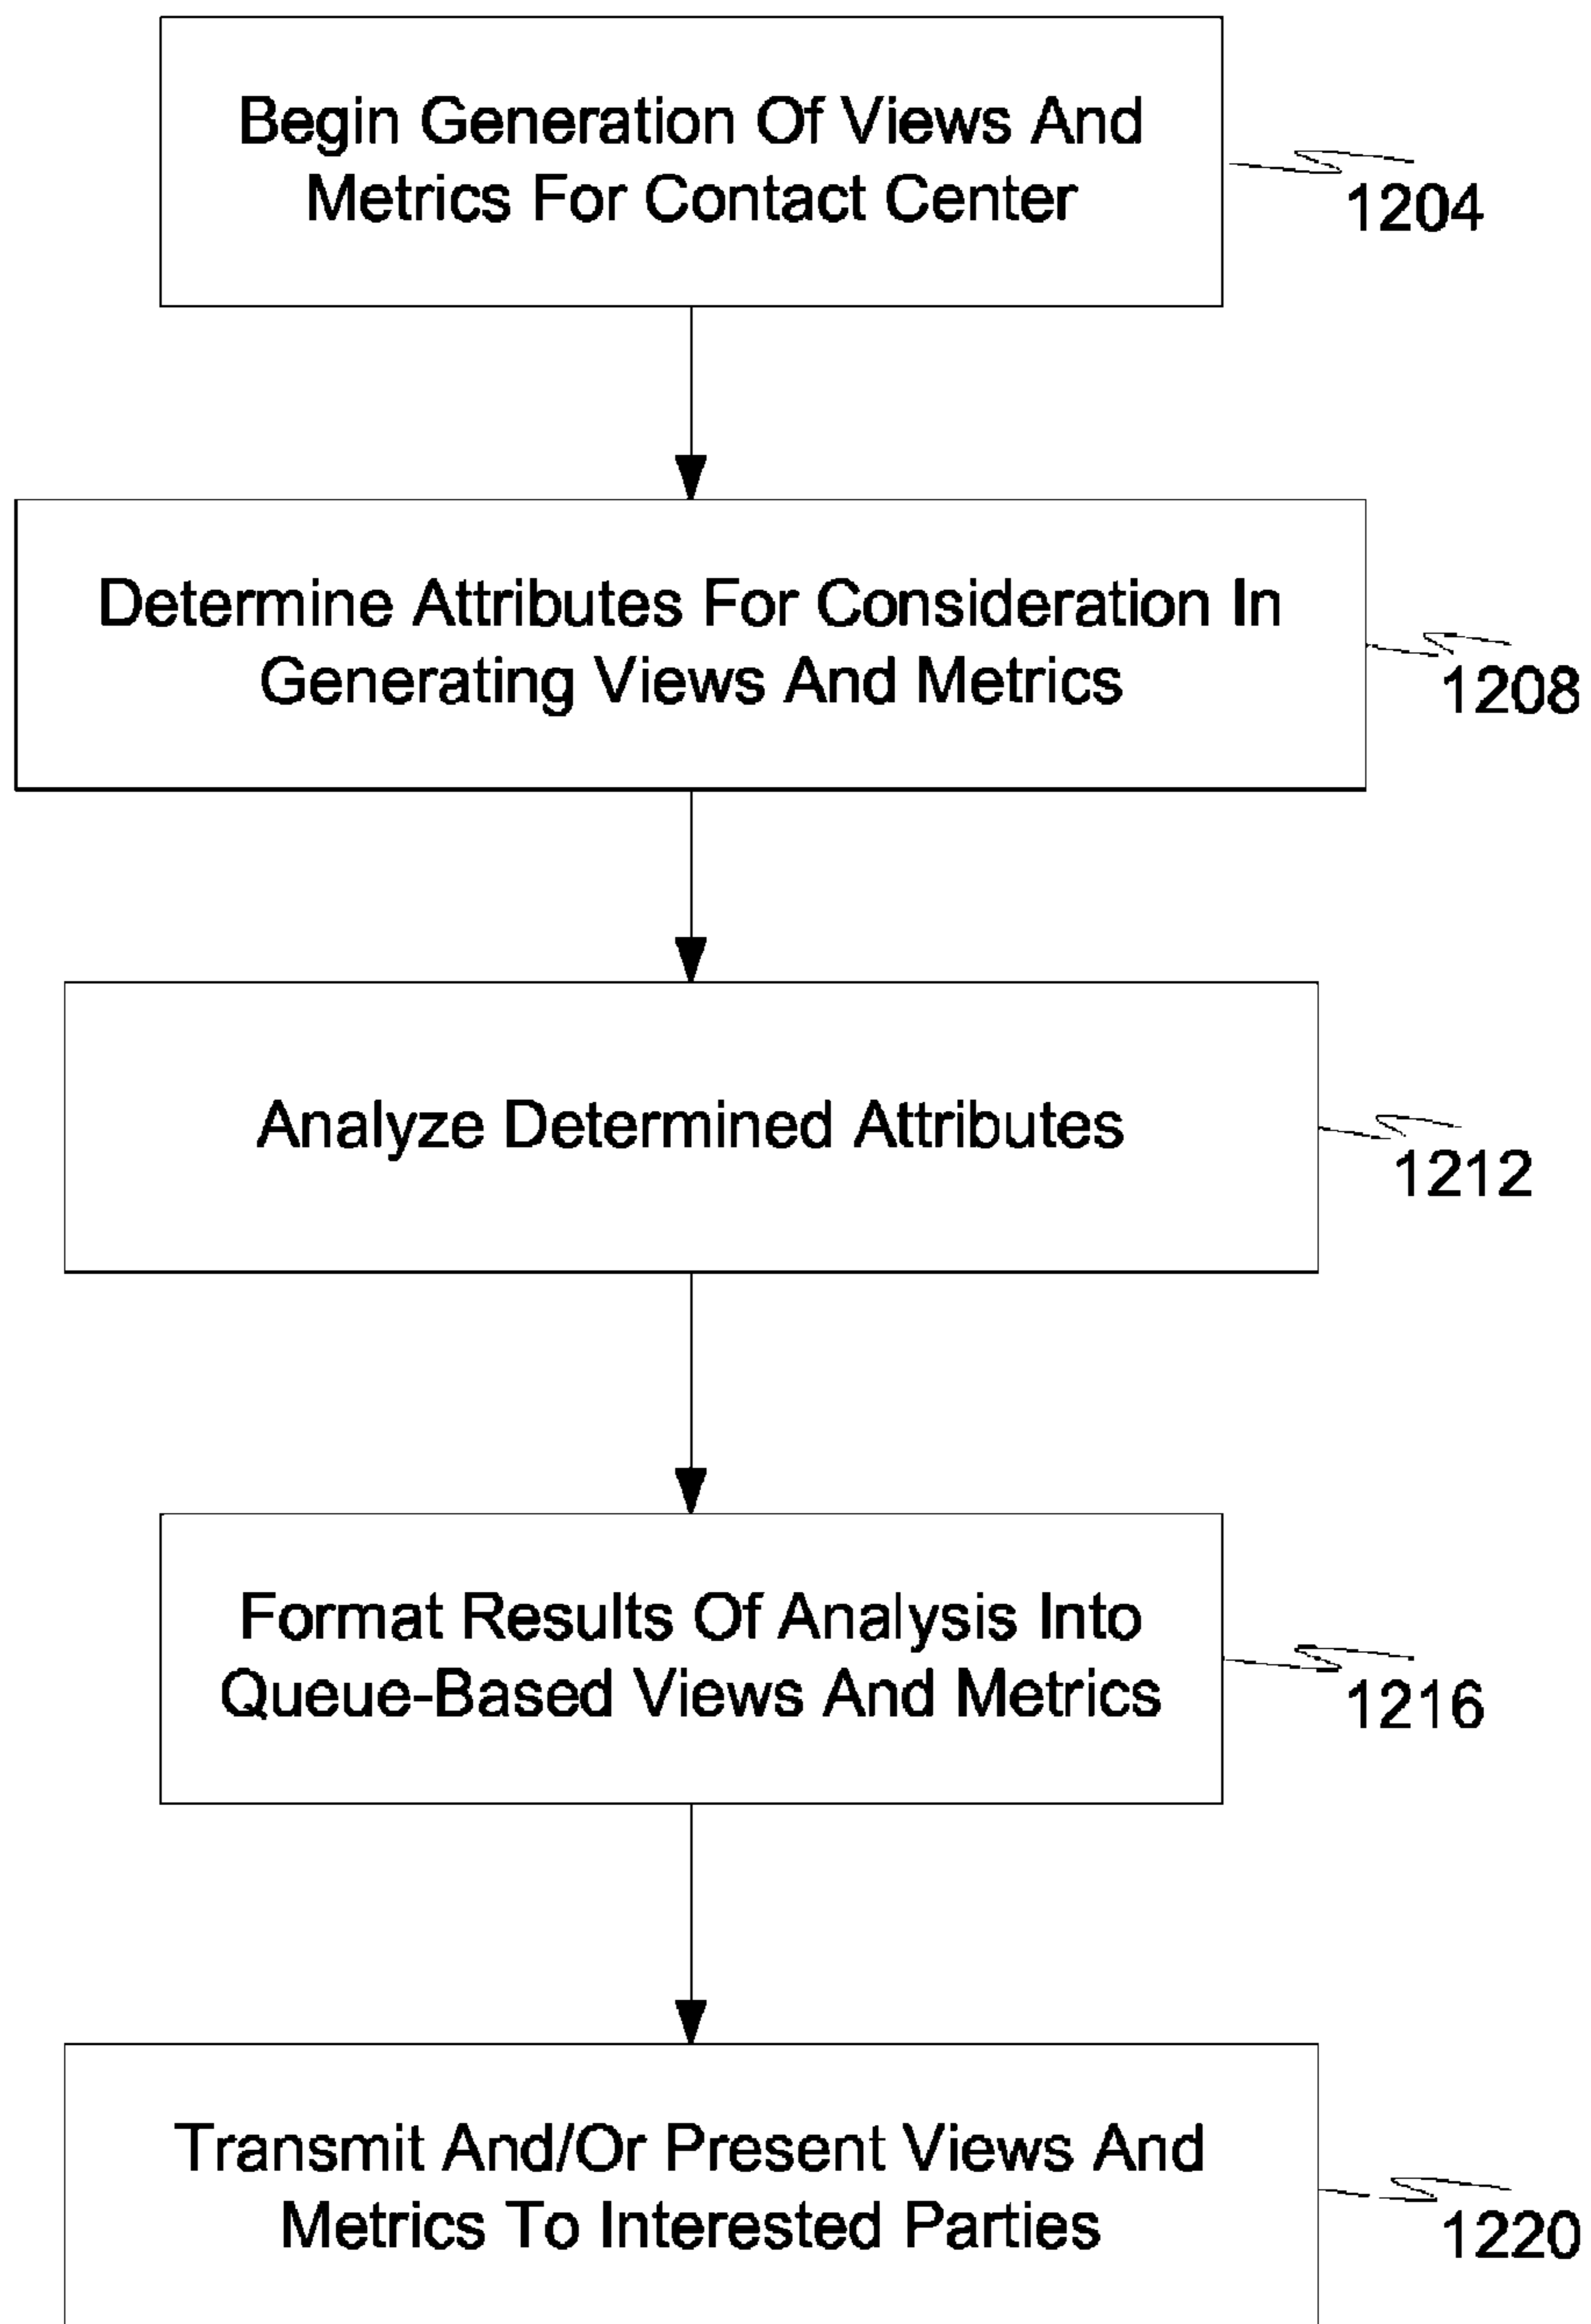 Begin Generation Of Views And
Metrics For Contact Center
1204
Determine Attributes For Consideration In
Generating Views And Metrics
1208
Analyze Determined Attributes
1212
Format Results Of Analysis Into
Queue-Based Views And Metrics
1216
Transmit And/Or Present Views And
Metrics To Interested Parties
1220